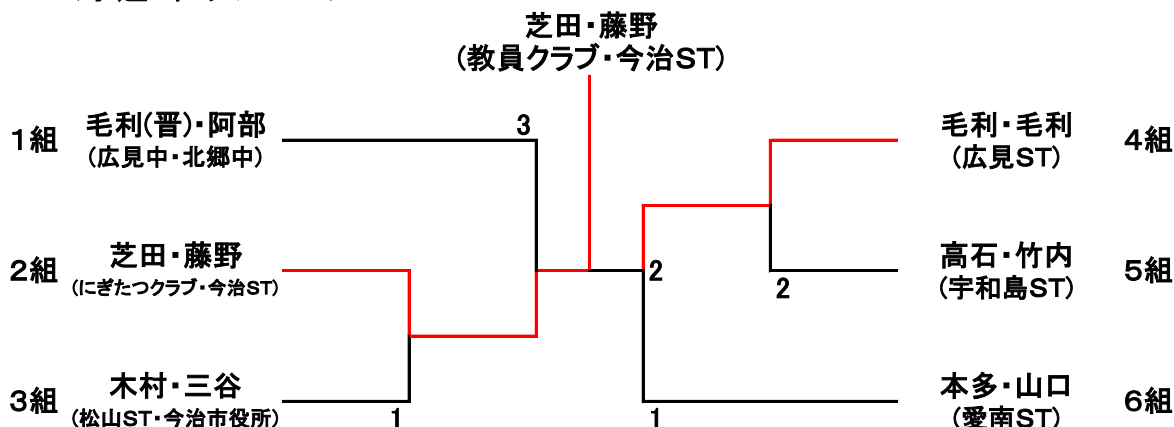 芝田・藤野
(教員クラブ・今治ST)
1組
毛利(晋)・阿部
(広見中・北郷中)
3
2組
芝田・藤野
(にぎたつクラブ・今治ST)
3組
木村・三谷
(松山ST・今治市役所)
1
毛利・毛利
(広見ST)
4組
2
高石・竹内
(宇和島ST)
5組
2
本多・山口
(愛南ST)
6組
1